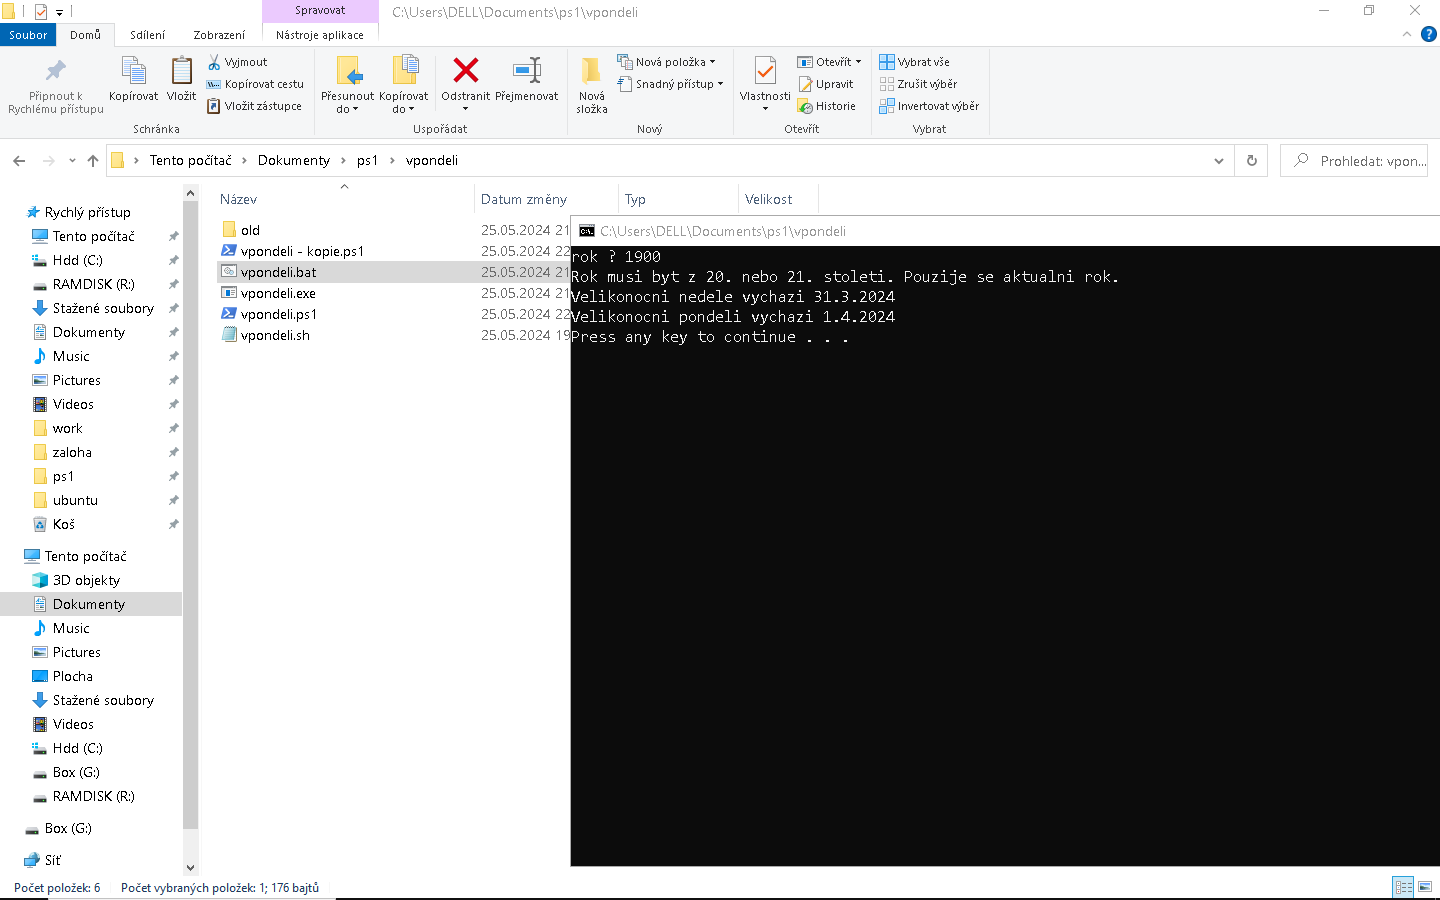 Spravovat
C:\Users\DELL\Documents\ps1\vpondeli
Soubor
Domů
Sdílení
Zobrazení
Nástroje aplikace
Připnout k
Rychlému přístupu
Kopírovat
Vložit
Vyjmout
Kopírovat cestu
Vložit zástupce
Schránka
Přesunout
do
Kopírovat
do
Odstranit
Přejmenovat
Uspořádat
Nová
složka
Nová položka
Snadný přístup
Nový
Vlastnosti
Otevřít
Upravit
Historie
Otevřít
Vybrat vše
Zrušit výběr
Invertovat výběr
Vybrat
Tento počítač
Dokumenty
ps1
vpondeli
Prohledat: vpon...
Rychlý přístup
Tento počítač
Hdd (C:)
RAMDISK (R:)
Stažené soubory
Dokumenty
Music
Pictures
Videos
work
zaloha
ps1
ubuntu
Koš
Tento počítač
3D objekty
Dokumenty
Music
Pictures
Plocha
Stažené soubory
Videos
Hdd (C:)
Box (G:)
RAMDISK (R:)
Box (G:)
Síť
Název Datum změny Typ Velikost
old 25.05.2024 21
vpondeli - kopie.ps1 25.05.2024 22
vpondeli.bat 25.05.2024 21
vpondeli.exe 25.05.2024 21
vpondeli.ps1 25.05.2024 22
vpondeli.sh 25.05.2024 19
C:\Users\DELL\Documents\ps1\vpondeli
rok ? 1900
Rok musi byt z 20. nebo 21. stoleti. Pouzije se aktualni rok.
Velikonocni nedele vychazi 31.3.2024
Velikonocni pondeli vychazi 1.4.2024
Press any key to continue . . .
Počet položek: 6 Počet vybraných položek: 1; 176 bajtů